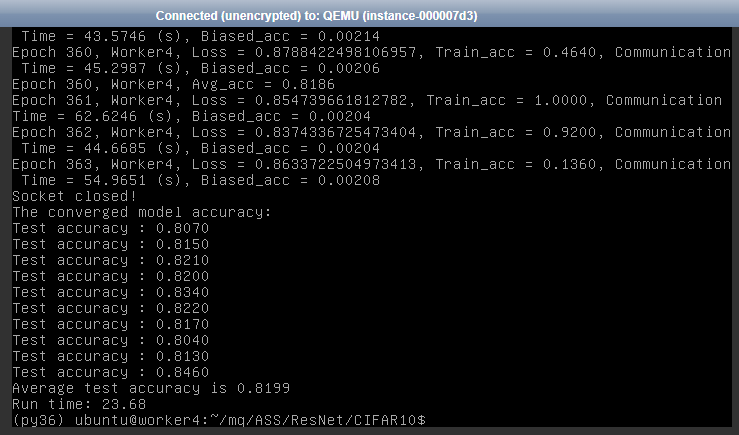 Connected (unencrypted) to: QEMU (instance-000007d3)
Time = 43.5746 (s), Biased_acc = 0.00214
Epoch 360, Worker4, Loss = 0.8788422498106957, Train_acc = 0.4640, Communication
Time = 45.2987 (s), Biased_acc = 0.00206
Epoch 360, Worker4, Avg_acc = 0.8186
Epoch 361, Worker4, Loss = 0.854739661812782, Train_acc = 1.0000, Communication
Time = 62.6246 (s), Biased_acc = 0.00204
Epoch 362, Worker4, Loss = 0.8374336725473404, Train_acc = 0.9200, Communication
Time = 44.6685 (s), Biased_acc = 0.00204
Epoch 363, Worker4, Loss = 0.8633722504973413, Train_acc = 0.1360, Communication
Time = 54.9651 (s), Biased_acc = 0.00208
Socket closed!
The converged model accuracy:
Test accuracy : 0.8070
Test accuracy : 0.8150
Test accuracy : 0.8210
Test accuracy : 0.8200
Test accuracy : 0.8340
Test accuracy : 0.8220
Test accuracy : 0.8170
Test accuracy : 0.8040
Test accuracy : 0.8130
Test accuracy : 0.8460
Average test accuracy is 0.8199
Run time: 23.68
(py36) ubuntu@worker4:~/mq/ASS/ResNet/CIFAR10$